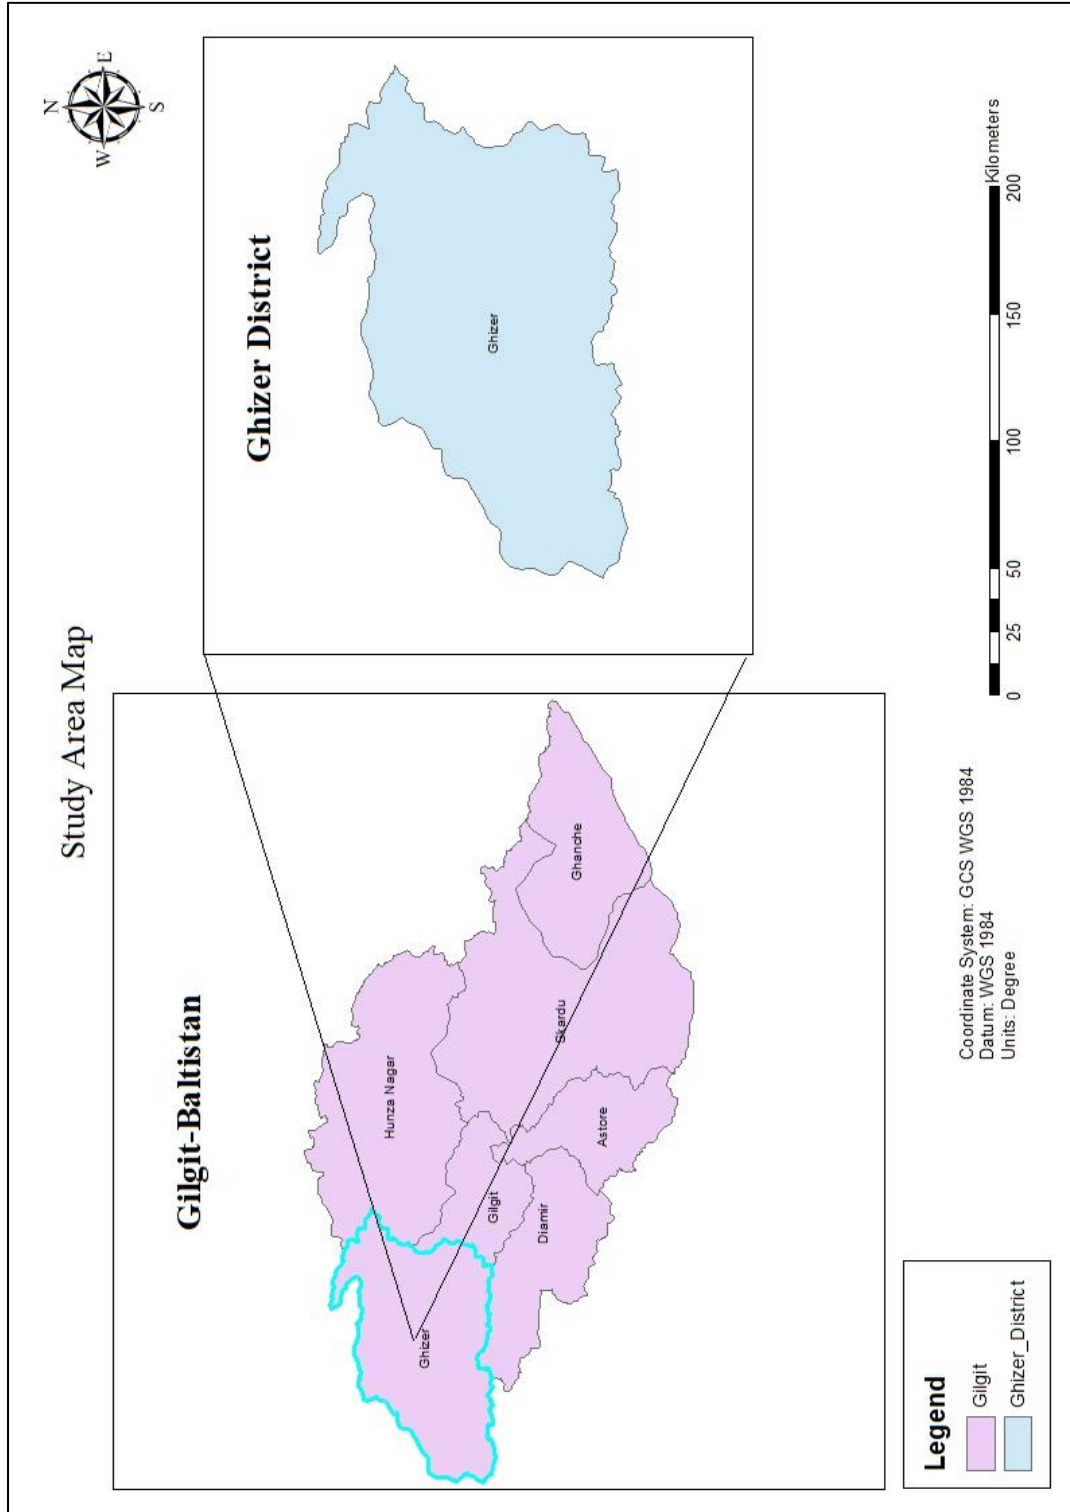 Study Area Map
N
W
E
S
Gilgit-Baltistan
Ghizer District
Hunza Nagar
Ghizer
Gilgit
Skardu
Ghanche
Diamir
Astore
Ghizer
Legend
Gilgit
Ghizer_District
Coordinate System: GCS WGS 1984
Datum: WGS 1984
Units: Degree
0 25 50 100 150 200
Kilometers